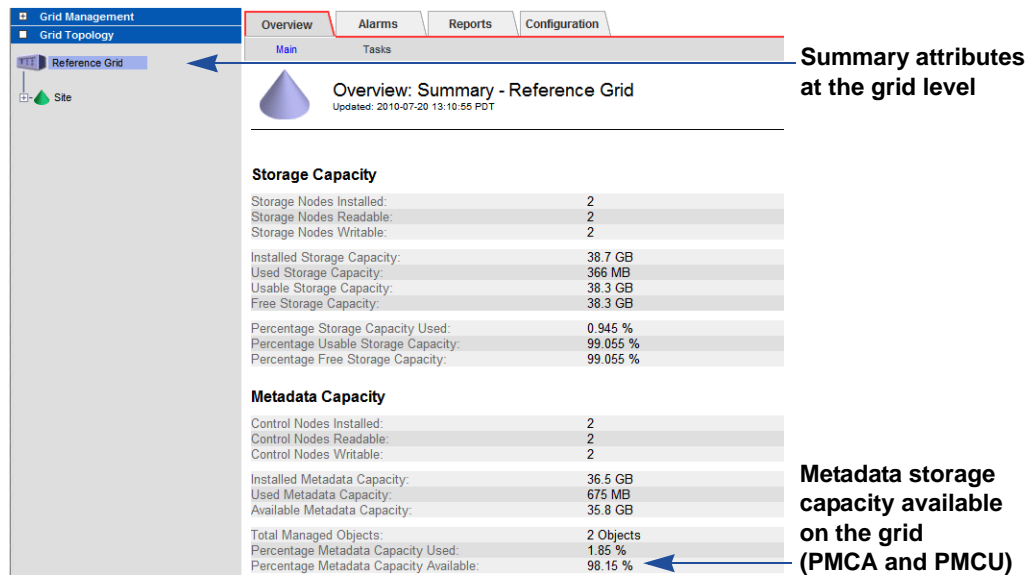 Grid Management
Grid Topology
Reference Grid
Site
Overview Alarms Reports Configuration
Main Tasks
Overview: Summary - Reference Grid
Updated: 2010-07-20 13:10:55 PDT
Summary attributes
at the grid level
Storage Capacity
Storage Nodes Installed: 2
Storage Nodes Readable: 2
Storage Nodes Writable: 2
Installed Storage Capacity: 38.7 GB
Used Storage Capacity: 366 MB
Usable Storage Capacity: 38.3 GB
Free Storage Capacity: 38.3 GB
Percentage Storage Capacity Used: 0.945 %
Percentage Usable Storage Capacity: 99.055 %
Percentage Free Storage Capacity: 99.055 %
Metadata Capacity
Control Nodes Installed: 2
Control Nodes Readable: 2
Control Nodes Writable: 2
Installed Metadata Capacity: 36.5 GB
Used Metadata Capacity: 675 MB
Available Metadata Capacity: 35.8 GB
Total Managed Objects: 2 Objects
Percentage Metadata Capacity Used: 1.85 %
Percentage Metadata Capacity Available: 98.15 %
Metadata storage
capacity available
on the grid
(PMCA and PMCU)